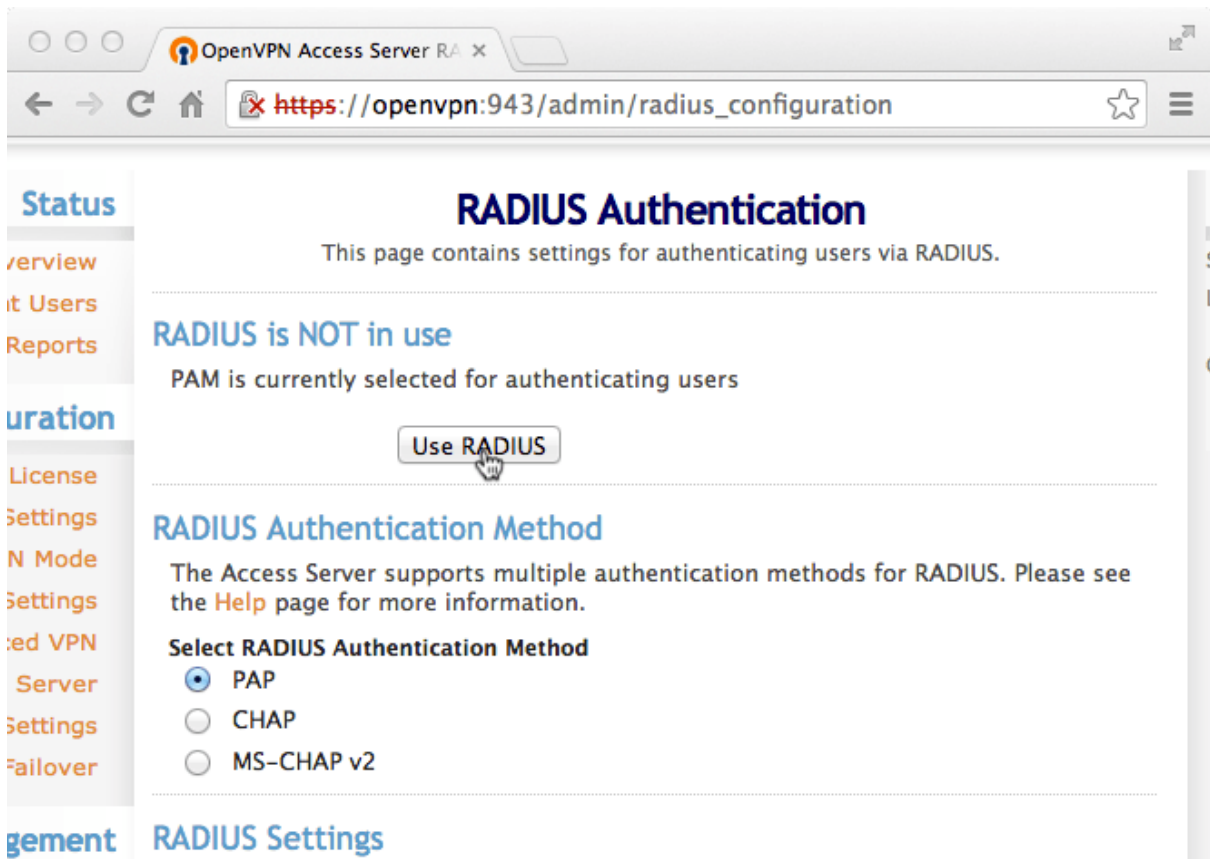 OpenVPN Access Server RA
https://openvpn:943/admin/radius_configuration
Status
verview
nt Users
Reports
uration
License
Settings
N Mode
Settings
ced VPN
Server
Settings
Failover
gement
RADIUS Authentication
This page contains settings for authenticating users via RADIUS.
RADIUS is NOT in use
PAM is currently selected for authenticating users
Use RADIUS
RADIUS Authentication Method
The Access Server supports multiple authentication methods for RADIUS. Please see
the Help page for more information.
Select RADIUS Authentication Method
PAP
CHAP
MS-CHAP v2
RADIUS Settings